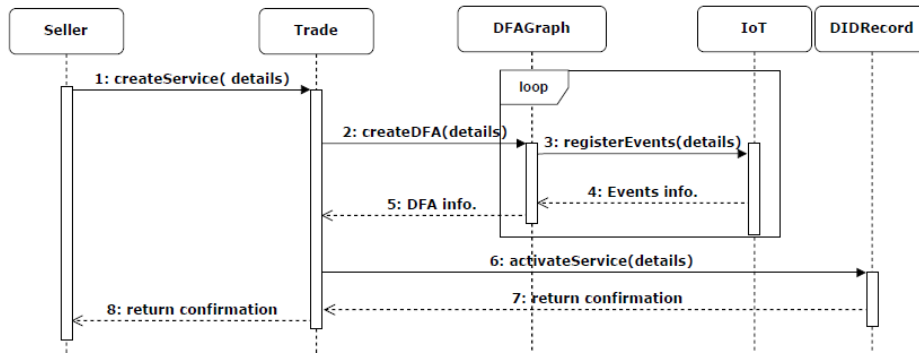 Seller
Trade
DFAGraph
IoT
DIDRecord
loop
1: createService( details)
2: createDFA(details)
3: registerEvents(details)
4: Events info.
5: DFA info.
6: activateService(details)
7: return confirmation
8: return confirmation